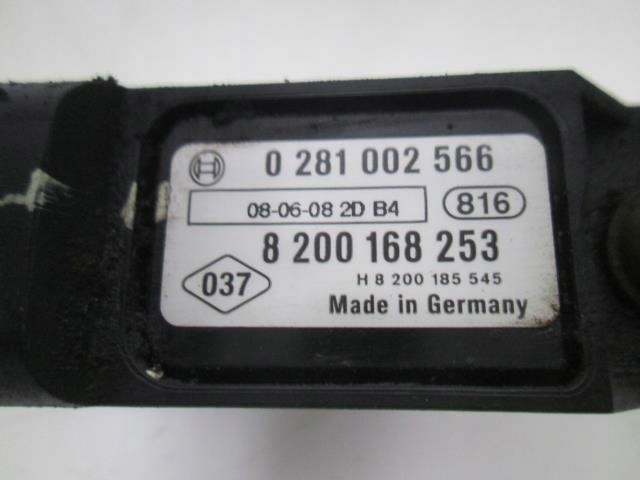 0 281 002 566
08-06-08 2D B4 816
8 200 168 253
037 H 8 200 185 545
Made in Germany